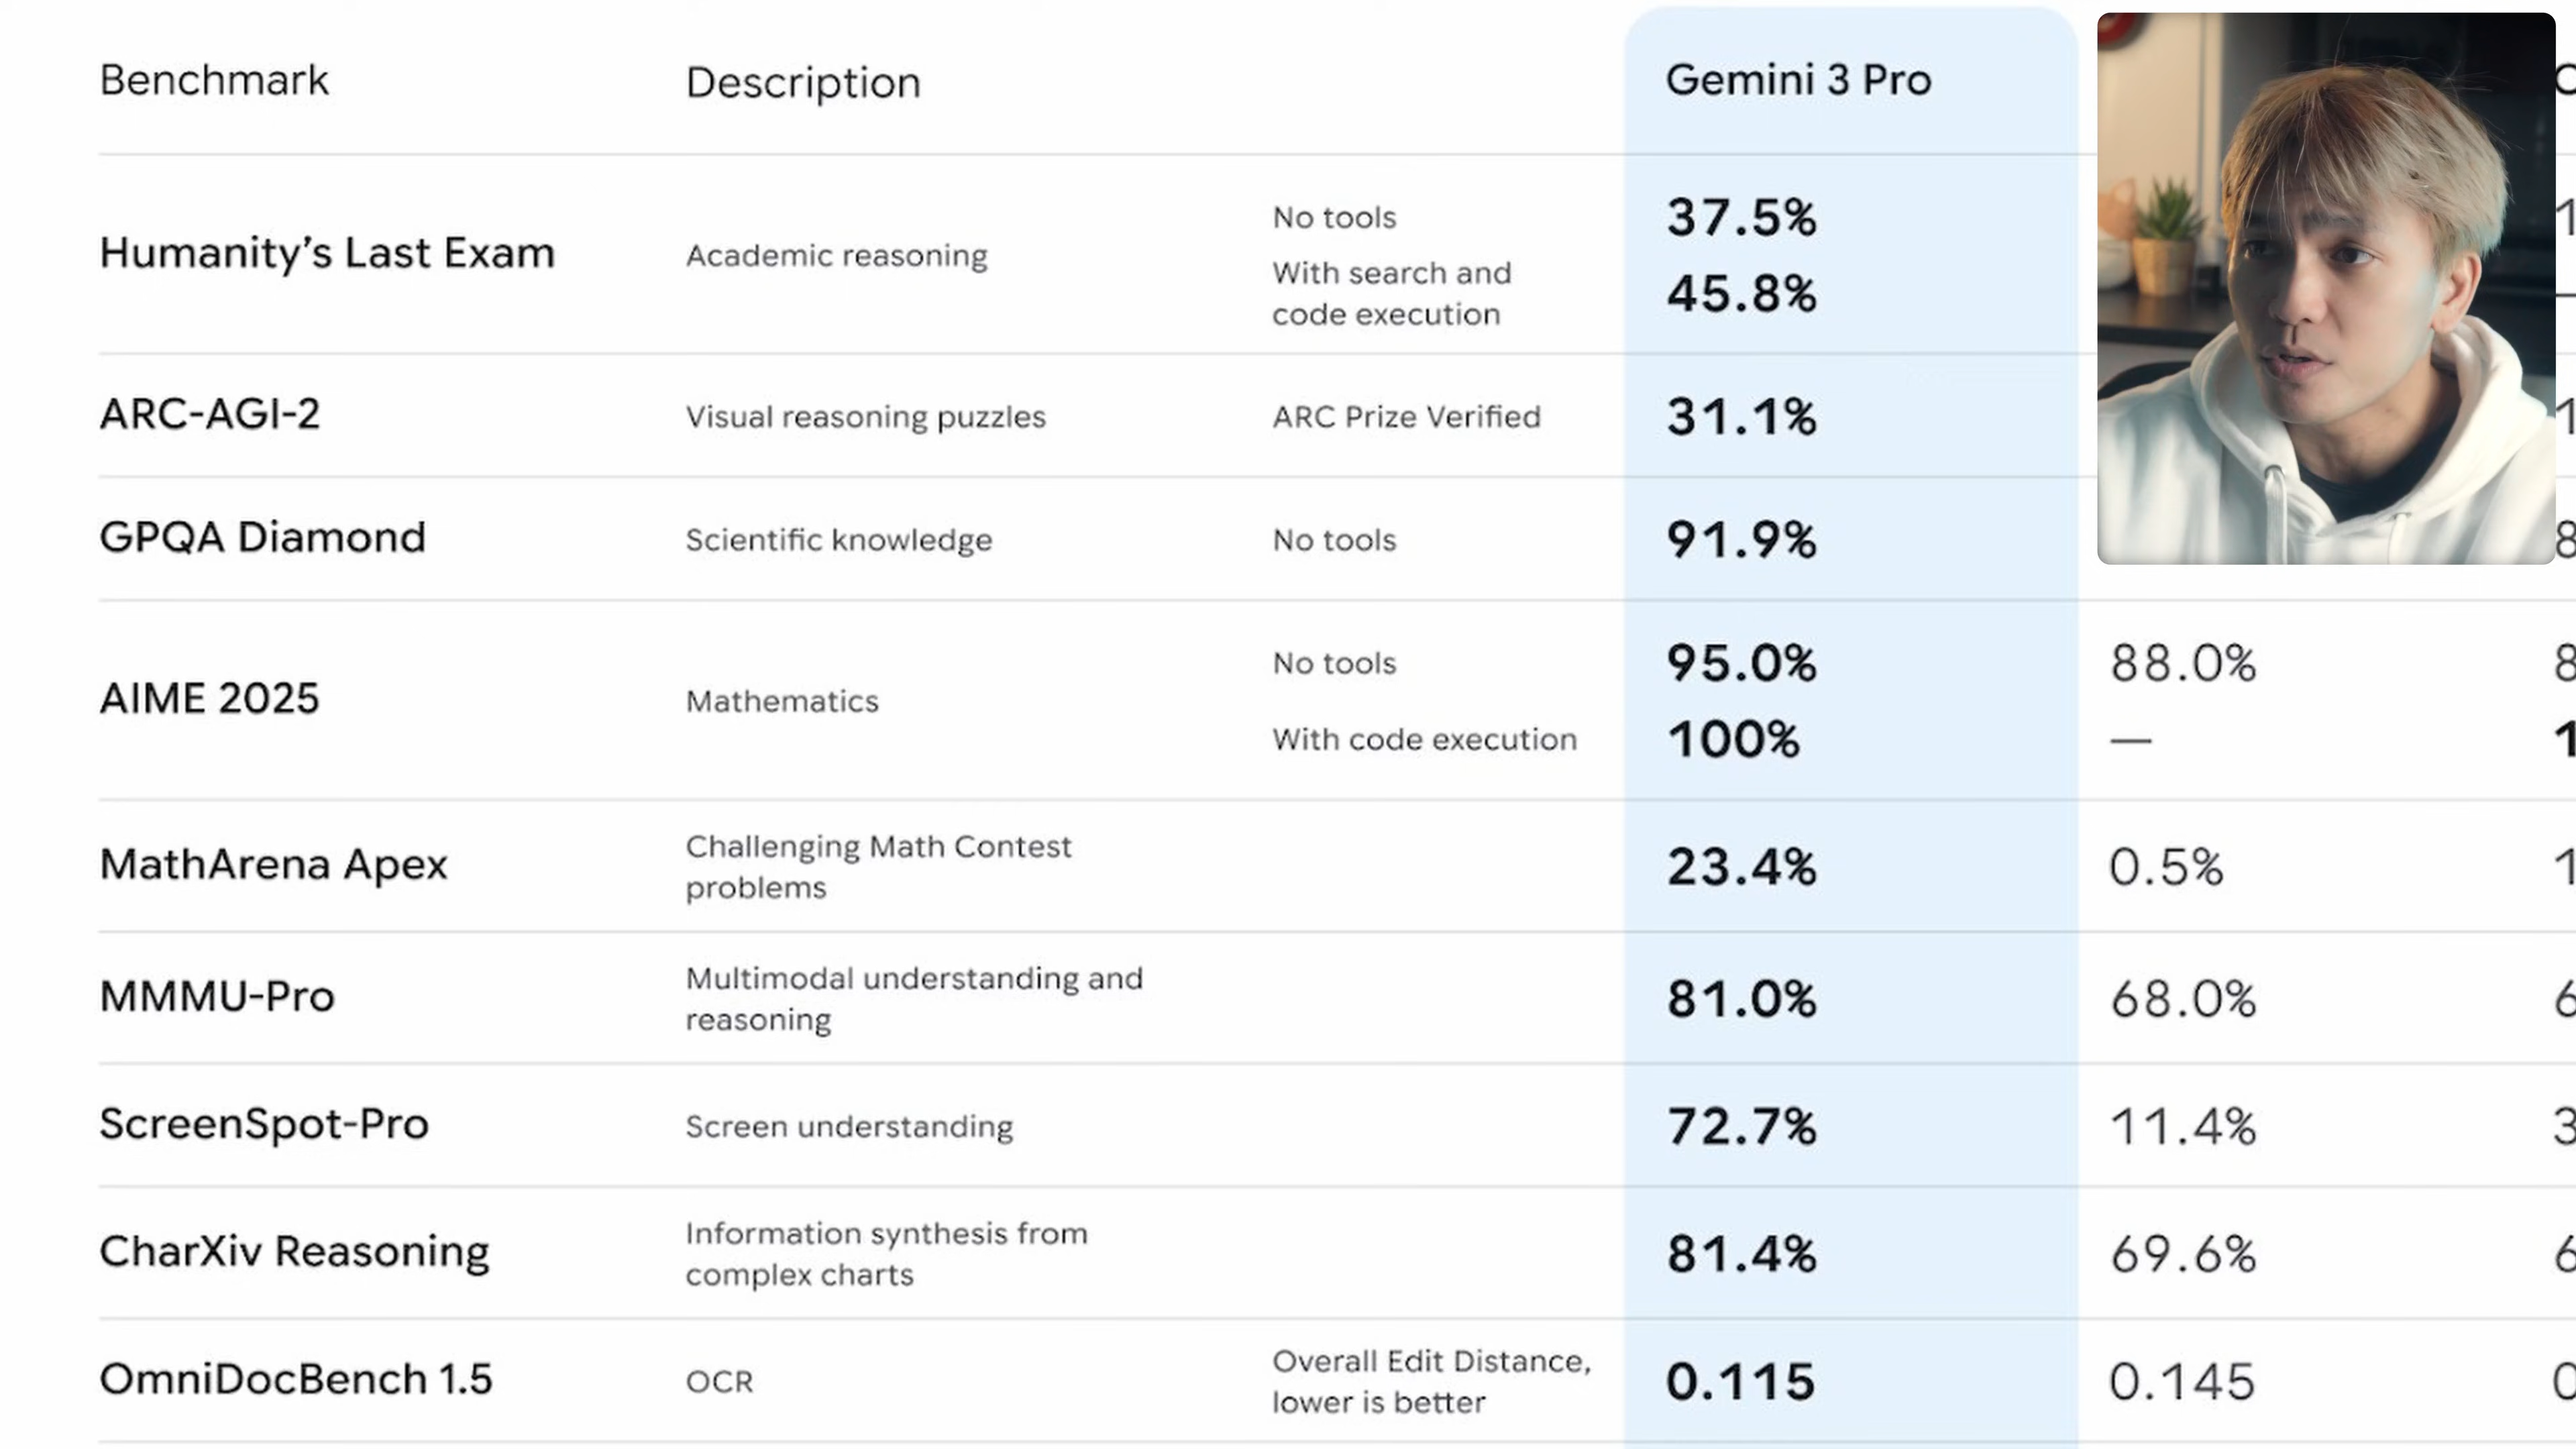 Benchmark Description Gemini 3 Pro
Humanity's Last Exam Academic reasoning No tools 37.5%
With search and code execution 45.8%
ARC-AGI-2 Visual reasoning puzzles ARC Prize Verified 31.1%
GPQA Diamond Scientific knowledge No tools 91.9%
AIME 2025 Mathematics No tools 95.0% 88.0%
With code execution 100% —
MathArena Apex Challenging Math Contest problems 23.4% 0.5%
MMMU-Pro Multimodal understanding and reasoning 81.0% 68.0%
ScreenSpot-Pro Screen understanding 72.7% 11.4%
CharXiv Reasoning Information synthesis from complex charts 81.4% 69.6%
OmniDocBench 1.5 OCR Overall Edit Distance, lower is better 0.115 0.145